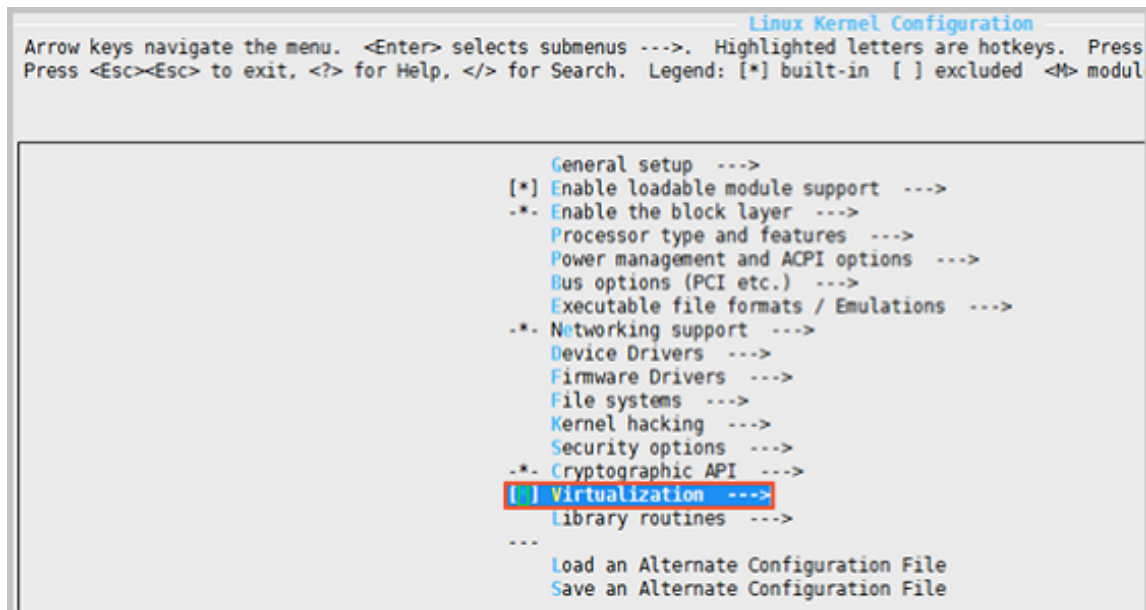 Linux Kernel Configuration
Arrow keys navigate the menu.  <Enter> selects submenus --->.  Highlighted letters are hotkeys.  Press
Press <Esc><Esc> to exit, <?> for Help, </> for Search.  Legend: [*] built-in  [ ] excluded  <M> modul
General setup  --->
[*] Enable loadable module support  --->
-*- Enable the block layer  --->
Processor type and features  --->
Power management and ACPI options  --->
Bus options (PCI etc.)  --->
Executable file formats / Emulations  --->
-*- Networking support  --->
Device Drivers  --->
Firmware Drivers  --->
File systems  --->
Kernel hacking  --->
Security options  --->
-*- Cryptographic API  --->
[*] Virtualization  --->
Library routines  --->
---
Load an Alternate Configuration File
Save an Alternate Configuration File